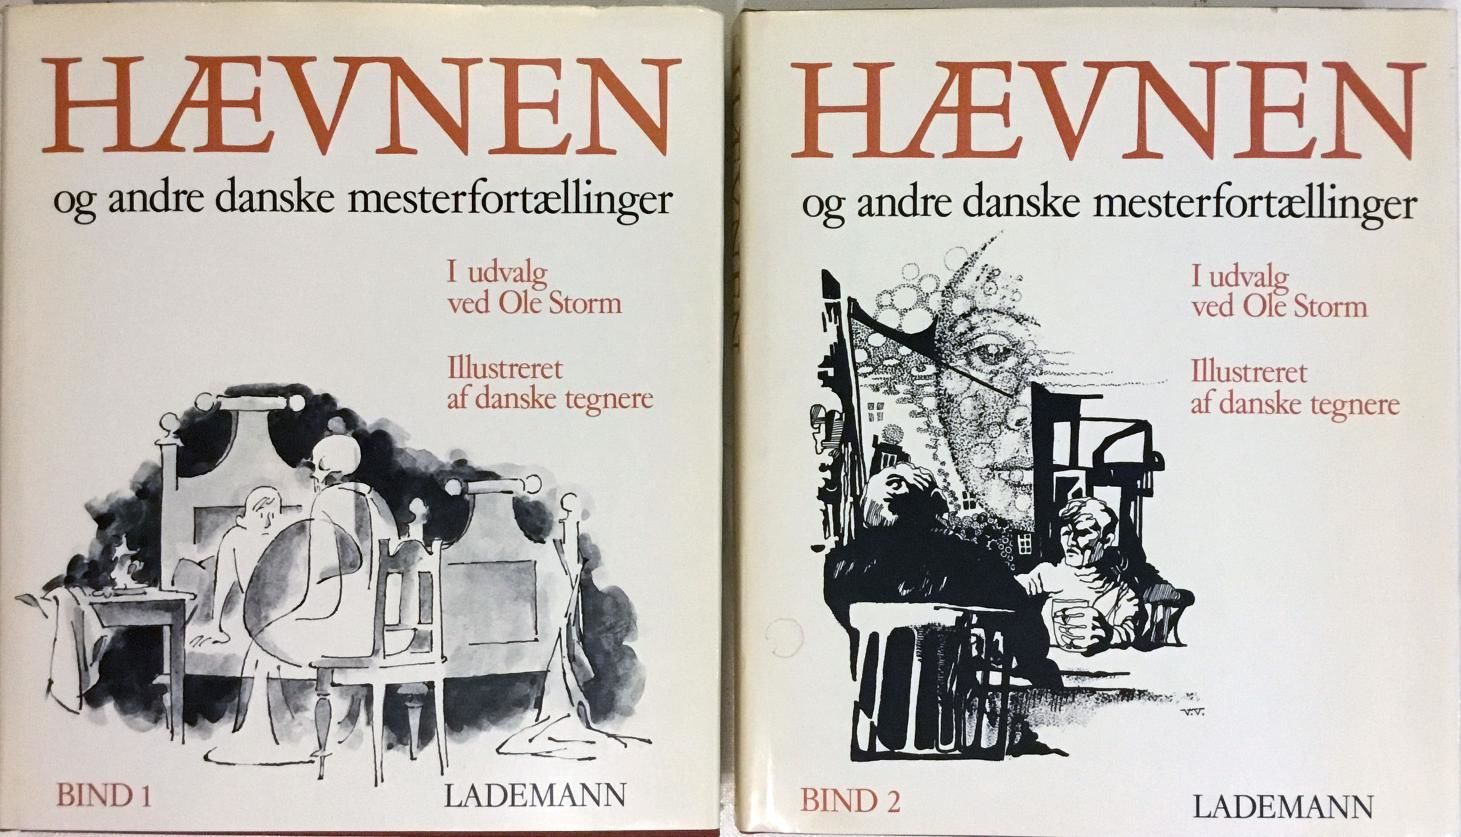 HÆVNEN
og andre danske mesterfortællinger
I udvalg
ved Ole Storm
Illustreret
af danske tegnere
BIND 1
LADEMANN
HÆVNEN
og andre danske mesterfortællinger
I udvalg
ved Ole Storm
Illustreret
af danske tegnere
V.V.
BIND 2
LADEMANN